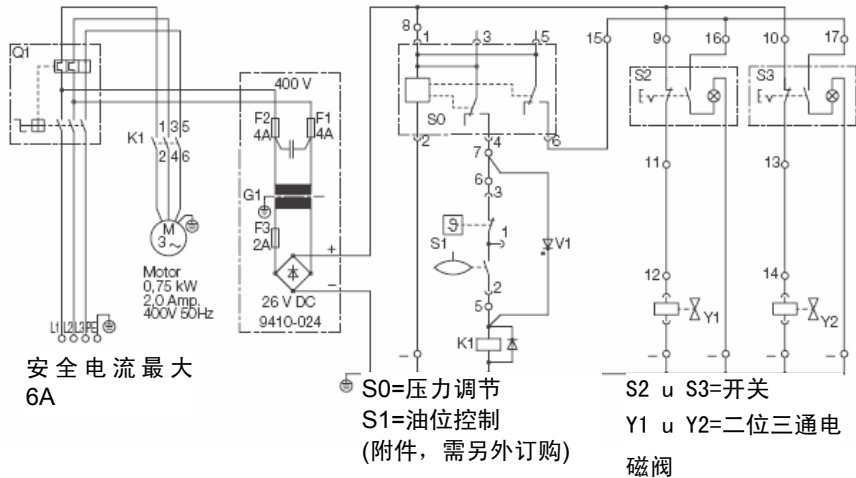 8 1 3 5 15 9 16 10 17
Q1 400 V S2 S3
F2 F1
4A 4A
S0
1 3 5
K1
2 4 6
2 4 6
7
11 13
6
3
G1
F3
2A
1
S1
V1
M
3~
+
Motor
0,75 kW
2,0 Amp.
400V 50Hz
2
5
12 14
−
26 V DC
9410-024
Y1 Y2
K1
L1 L2 L3 PE
− − − − −
安全电流最大
6A
S0=压力调节
S1=油位控制
(附件，需另外订购)
S2 u S3=开关
Y1 u Y2=二位三通电
磁阀